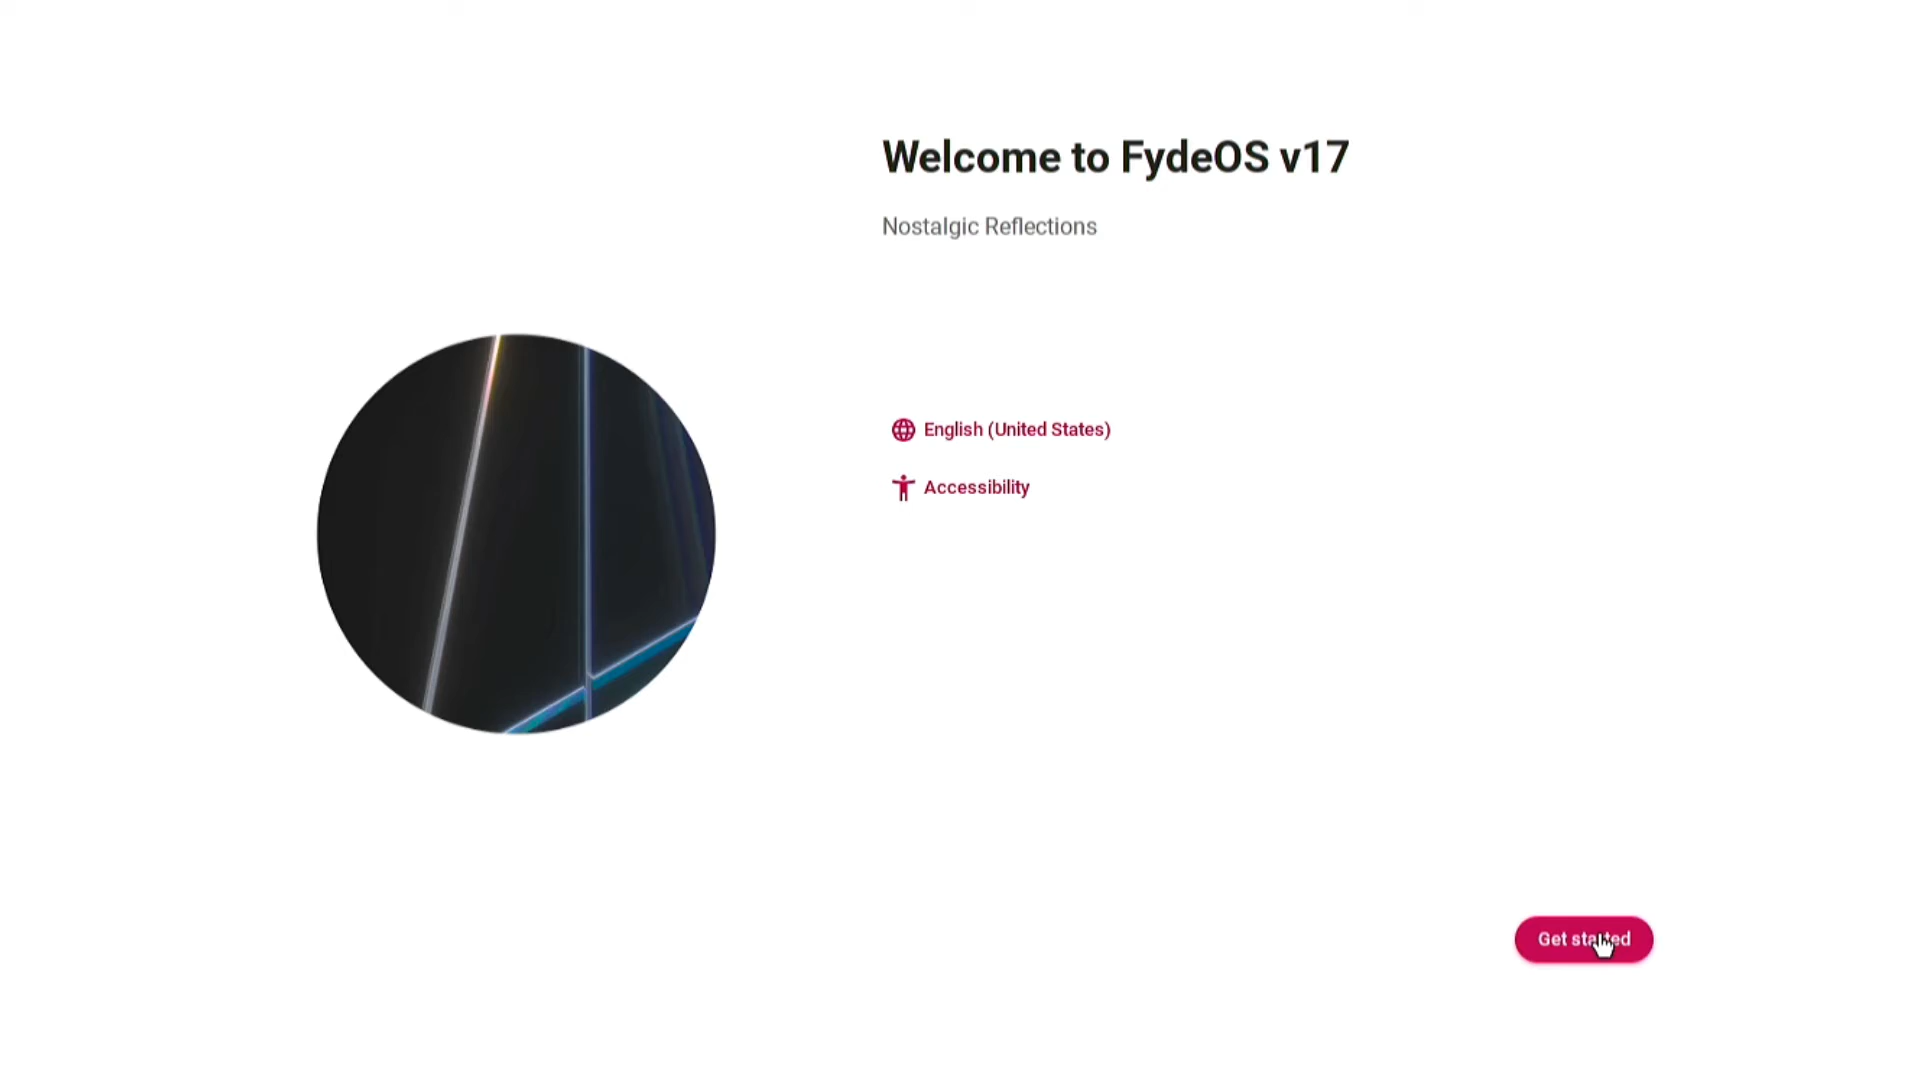 Welcome to FydeOS v17
Nostalgic Reflections
English (United States)
Accessibility
Get started